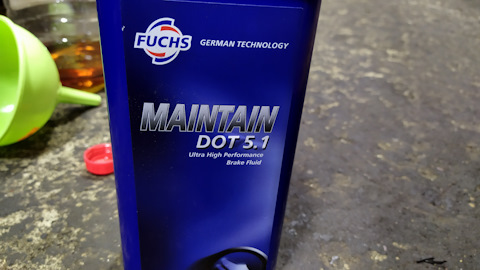 FUCHS
GERMAN TECHNOLOGY
MAINTAIN
DOT 5.1
Ultra High Performance
Brake Fluid